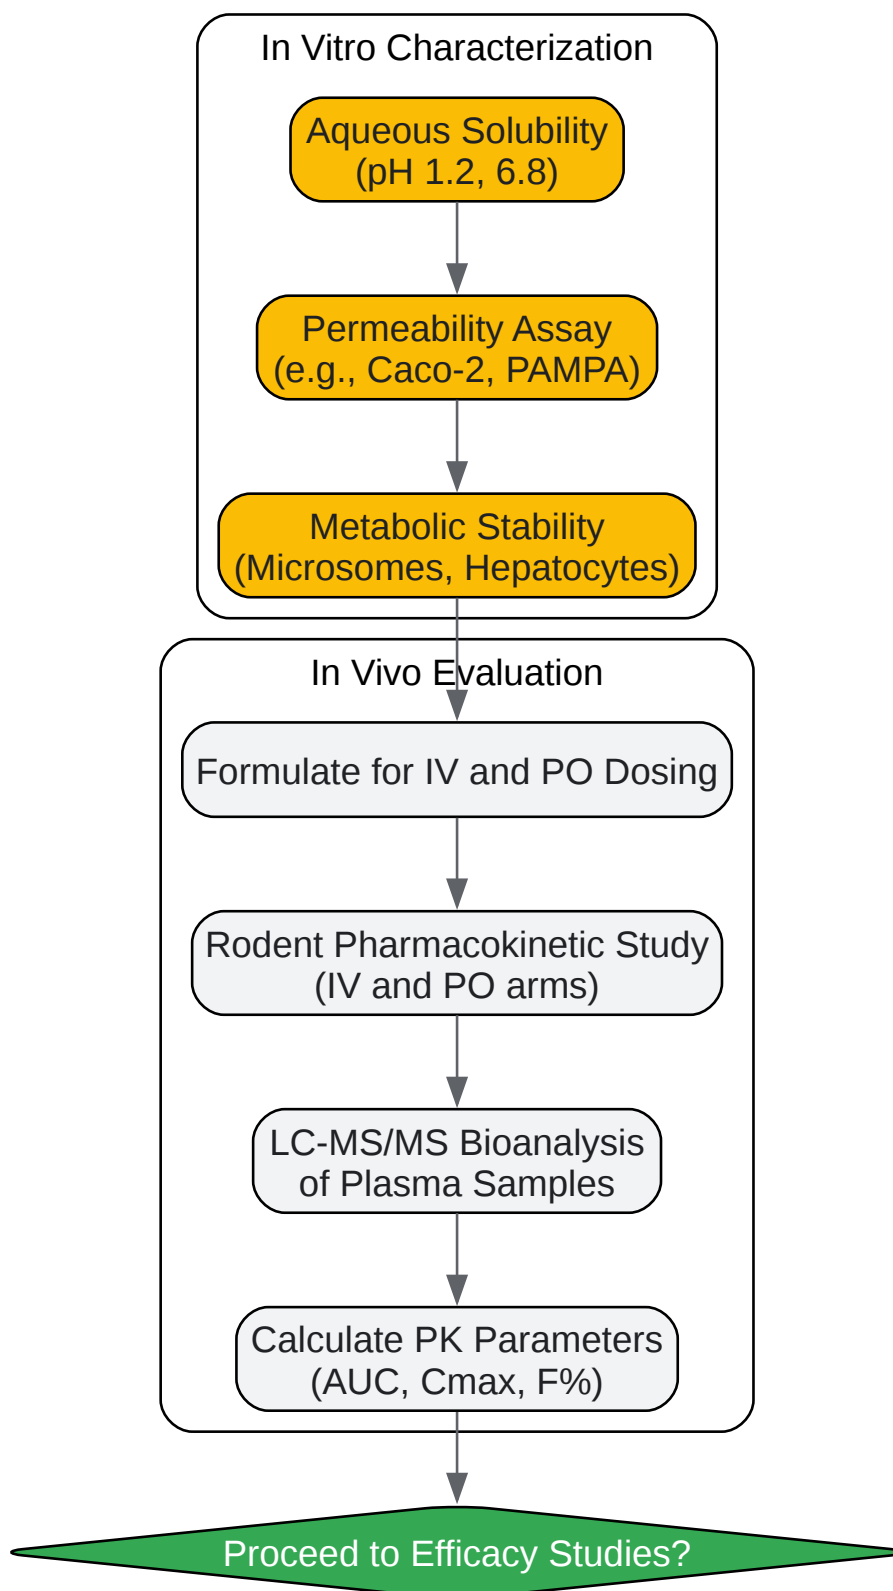 In Vitro Characterization
Aqueous Solubility
(pH 1.2, 6.8)
Permeability Assay
(e.g., Caco-2, PAMPA)
Metabolic Stability
(Microsomes, Hepatocytes)
In Vivo Evaluation
Formulate for IV and PO Dosing
Rodent Pharmacokinetic Study
(IV and PO arms)
LC-MS/MS Bioanalysis
of Plasma Samples
Calculate PK Parameters
(AUC, Cmax, F%)
Proceed to Efficacy Studies?